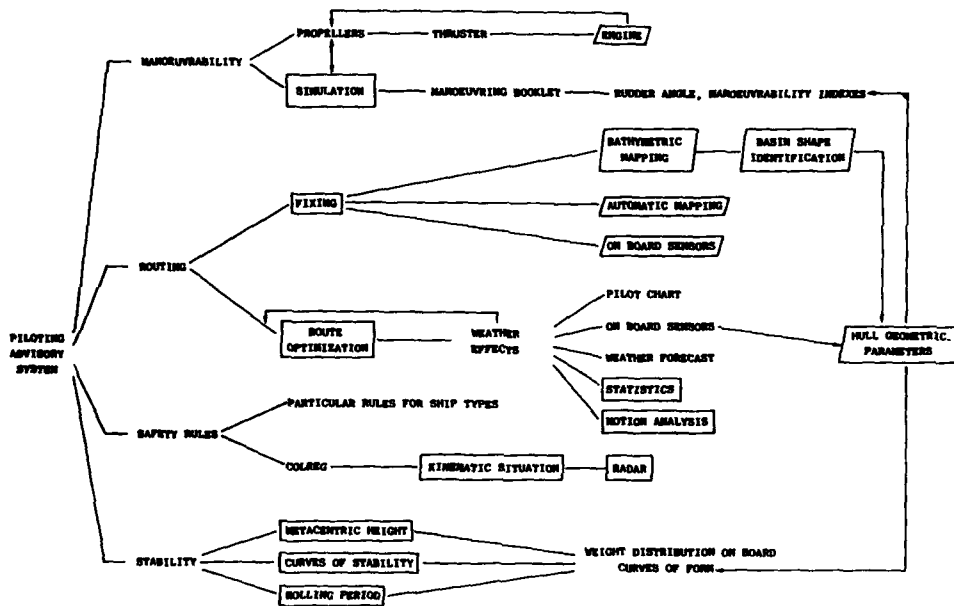 PROPELLERS
THRUSTER
ENGINE
MANOEUVRABILITY
SIMULATION
MANOEUVRING BOOKLET
RUDDER ANGLE, MANOEUVRABILITY INDEXES
BATHYMETRIC
MAPPING
BASIN SHAPE
IDENTIFICATION
FIXING
AUTOMATIC MAPPING
ON BOARD SENSORS
ROUTING
PILOT CHART
PILOTING
ADVISORY
SYSTEM
ROUTE
OPTIMIZATION
WEATHER
EFFECTS
ON BOARD SENSORS
HULL GEOMETRIC.
PARAMETERS
WEATHER FORECAST
STATISTICS
MOTION ANALYSIS
PARTICULAR RULES FOR SHIP TYPES
SAFETY RULES
COLREG
KINEMATIC SITUATION
RADAR
METACENTRIC HEIGHT
STABILITY
CURVES OF STABILITY
WEIGHT DISTRIBUTION ON BOARD
CURVES OF FORM
ROLLING PERIOD